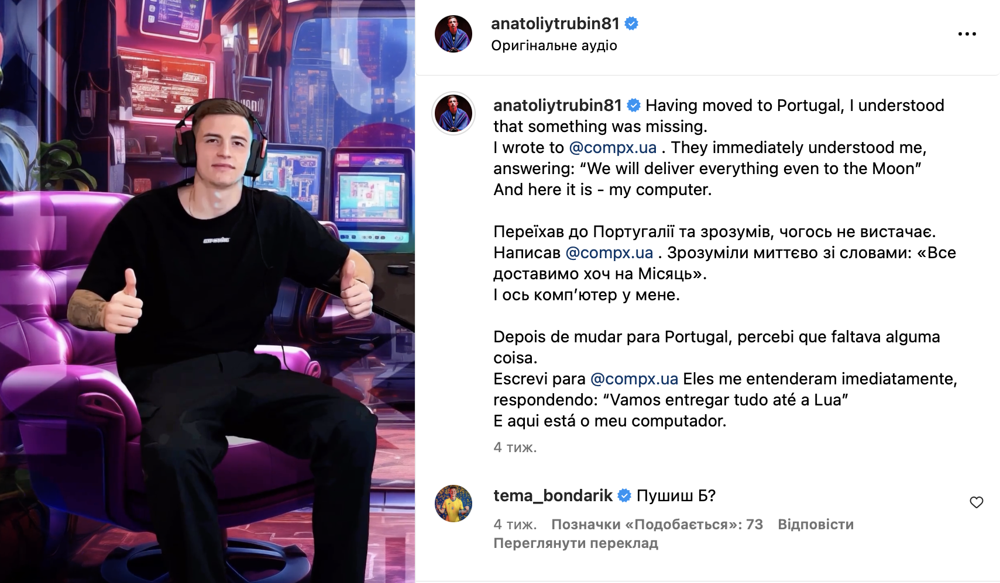 anatoliytrubin81
Оригінальне аудіо
anatoliytrubin81 Having moved to Portugal, I understood
that something was missing.
I wrote to @compx.ua . They immediately understood me,
answering: “We will deliver everything even to the Moon”
And here it is - my computer.
Переїхав до Португалії та зрозумів, чогось не вистачає.
Написав @compx.ua . Зрозуміли миттєво зі словами: «Все
доставимо хоч на Місяць».
І ось комп’ютер у мене.
Depois de mudar para Portugal, percebi que faltava alguma
coisa.
Escrevi para @compx.ua Eles me entenderam imediatamente,
respondendo: “Vamos entregar tudo até a Lua”
E aqui está o meu computador.
4 тиж.
tema_bondarik Пушиш Б?
4 тиж. Позначки «Подобається»: 73 Відповісти
Переглянути переклад